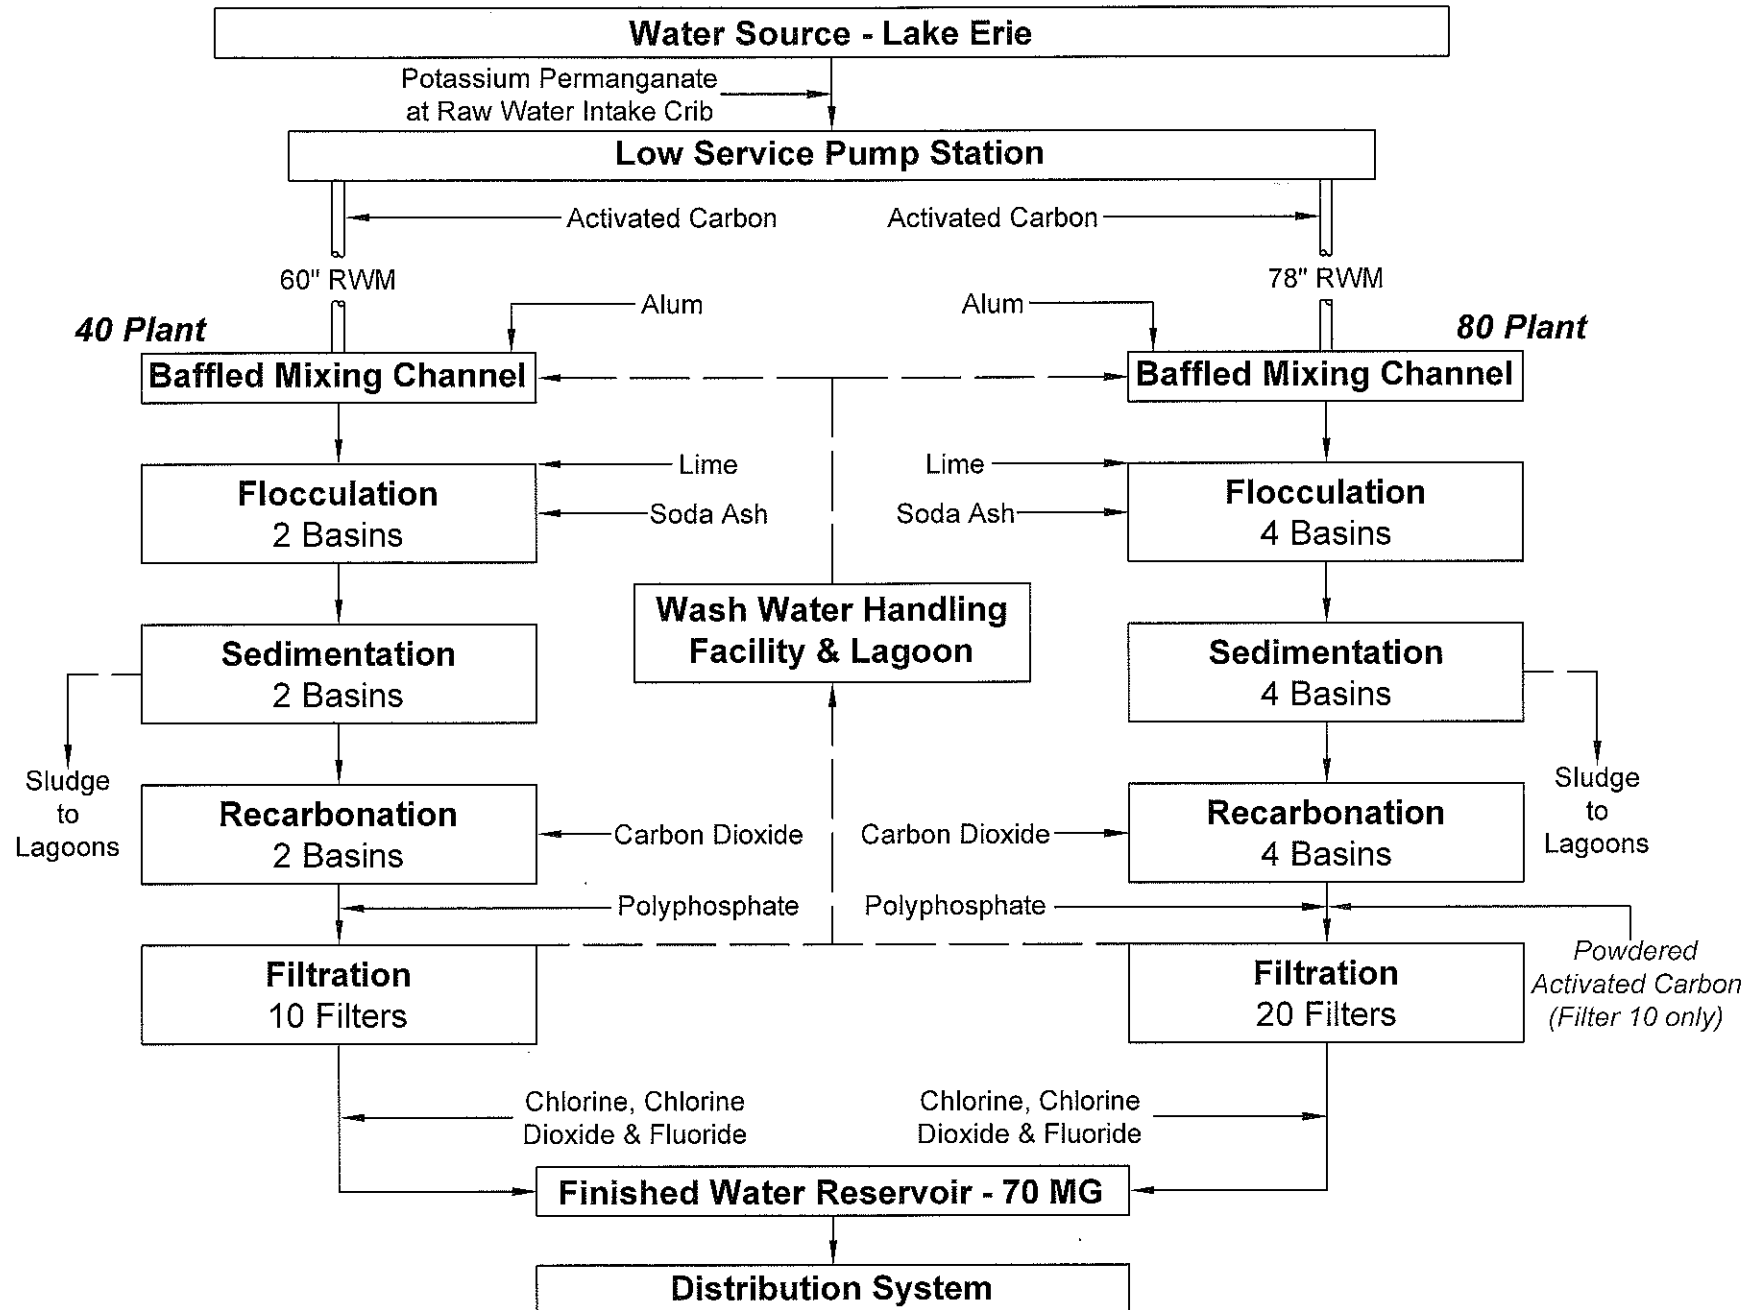 Water Source - Lake Erie
Potassium Permanganate
at Raw Water Intake Crib
Low Service Pump Station
Activated Carbon
Activated Carbon
60" RWM
78" RWM
Alum
Alum
40 Plant
80 Plant
Baffled Mixing Channel
Baffled Mixing Channel
Lime
Lime
Flocculation
2 Basins
Soda Ash
Soda Ash
Flocculation
4 Basins
Wash Water Handling
Facility & Lagoon
Sedimentation
2 Basins
Sedimentation
4 Basins
Sludge
to
Lagoons
Sludge
to
Lagoons
Recarbonation
2 Basins
Carbon Dioxide
Carbon Dioxide
Recarbonation
4 Basins
Polyphosphate
Polyphosphate
Filtration
10 Filters
Filtration
20 Filters
Powdered
Activated Carbon
(Filter 10 only)
Chlorine, Chlorine
Dioxide & Fluoride
Chlorine, Chlorine
Dioxide & Fluoride
Finished Water Reservoir - 70 MG
Distribution System